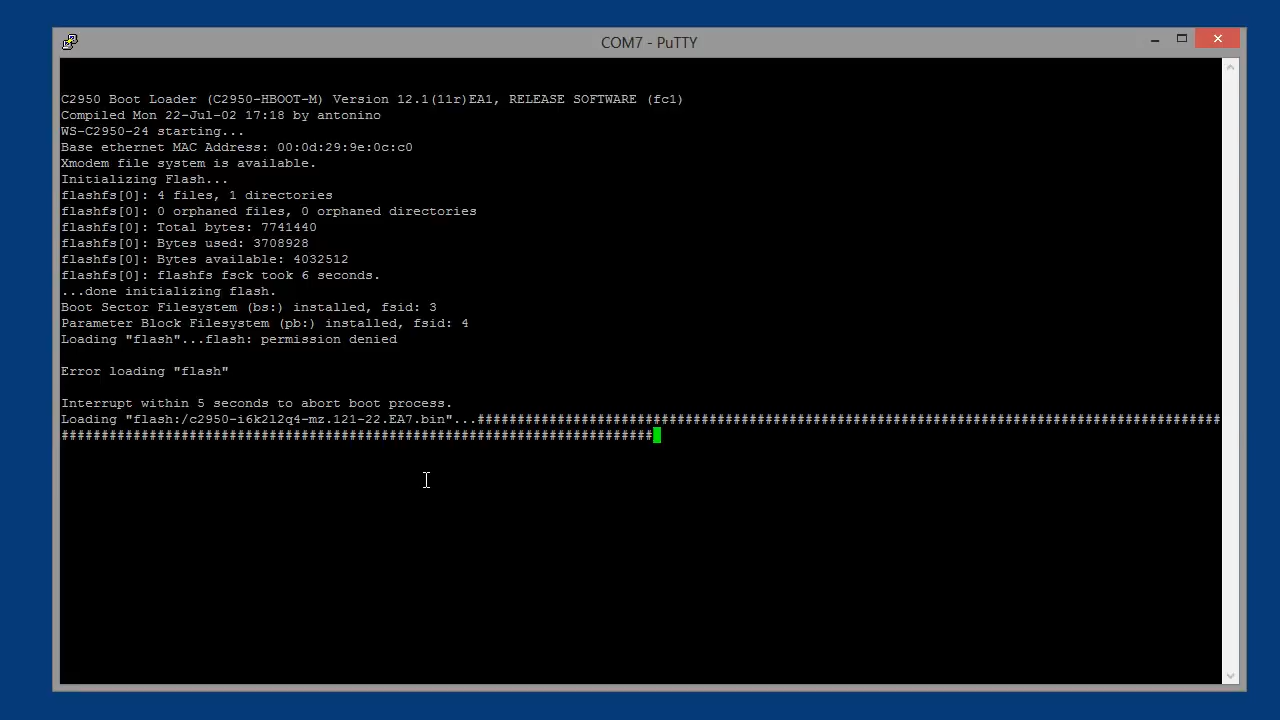 COM7 - PuTTY
C2950 Boot Loader (C2950-HBOOT-M) Version 12.1(11r)EA1, RELEASE SOFTWARE (fc1)
Compiled Mon 22-Jul-02 17:18 by antonino
WS-C2950-24 starting...
Base ethernet MAC Address: 00:0d:29:9e:0c:c0
Xmodem file system is available.
Initializing Flash...
flashfs[0]: 4 files, 1 directories
flashfs[0]: 0 orphaned files, 0 orphaned directories
flashfs[0]: Total bytes: 7741440
flashfs[0]: Bytes used: 3708928
flashfs[0]: Bytes available: 4032512
flashfs[0]: flashfs fsck took 6 seconds.
...done initializing flash.
Boot Sector Filesystem (bs:) installed, fsid: 3
Parameter Block Filesystem (pb:) installed, fsid: 4
Loading "flash"...flash: permission denied
Error loading "flash"
Interrupt within 5 seconds to abort boot process.
Loading "flash:/c2950-i6k2l2q4-mz.121-22.EA7.bin"...#############################################################################################
##########################################################################